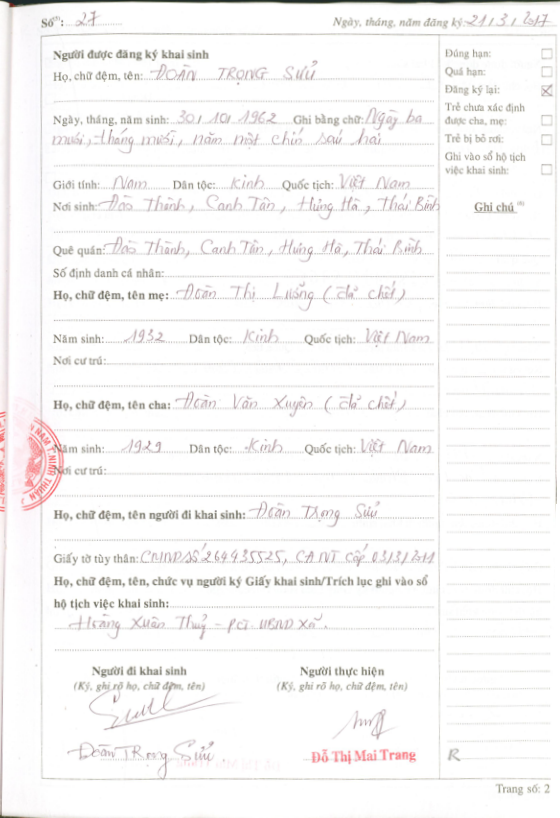 Số⁽⁵⁾: 27 Ngày, tháng, năm đăng ký: 21/3/2017
Người được đăng ký khai sinh
Họ, chữ đệm, tên: ĐOÀN TRỌNG SỬU
Ngày, tháng, năm sinh: 30/10/1962 Ghi bằng chữ: Ngày ba
mươi, tháng mười, năm một chín sáu hai
Giới tính: Nam Dân tộc: Kinh Quốc tịch: Việt Nam
Nơi sinh: Đào Thành, Canh Tân, Hưng Hà, Thái Bình
Quê quán: Đào Thành, Canh Tân, Hưng Hà, Thái Bình
Số định danh cá nhân:
Họ, chữ đệm, tên mẹ: Đoàn Thị Lưỡng (đã chết)
Năm sinh: 1932 Dân tộc: Kinh Quốc tịch: Việt Nam
Nơi cư trú:
Họ, chữ đệm, tên cha: Đoàn Văn Xuyên (đã chết)
Năm sinh: 1929 Dân tộc: Kinh Quốc tịch: Việt Nam
Nơi cư trú:
Họ, chữ đệm, tên người đi khai sinh: Đoàn Trọng Sửu
Giấy tờ tùy thân: CMND Số 264435525, CA NT cấp 03/3/2011
Họ, chữ đệm, tên, chức vụ người ký Giấy khai sinh/Trích lục ghi vào sổ
hộ tịch việc khai sinh:
Hoàng Xuân Thuỷ - PCT UBND Xã.
Người đi khai sinh Người thực hiện
(Ký, ghi rõ họ, chữ đệm, tên) (Ký, ghi rõ họ, chữ đệm, tên)
Đoàn TRọng Sửu Đỗ Thị Mai Trang
Đúng hạn:
Quá hạn:
Đăng ký lại:
Trẻ chưa xác định
được cha, mẹ:
Trẻ bị bỏ rơi:
Ghi vào sổ hộ tịch
việc khai sinh:
Ghi chú
R
Trang số: 2